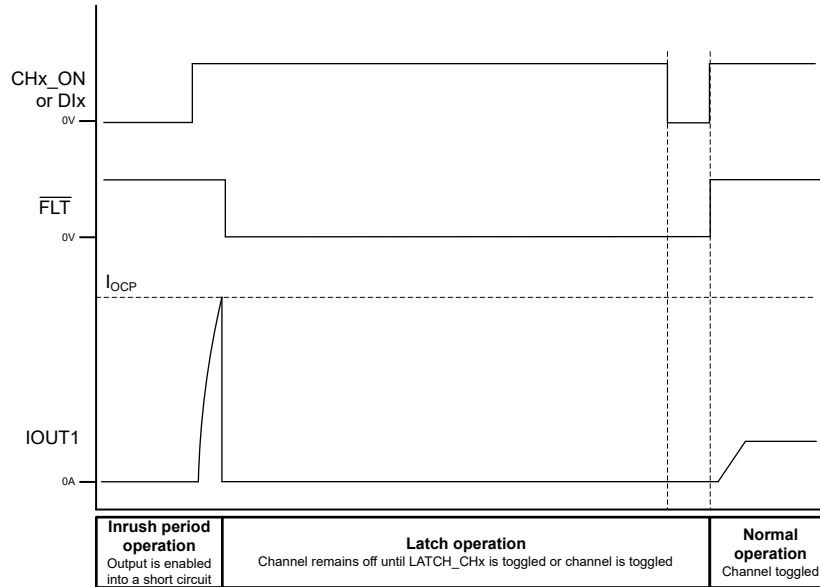 CHx_ON
or DIx
0V
FLT
0V
IOCP
IOUT1
0A
Inrush period
operation
Output is enabled
into a short circuit
Latch operation
Channel remains off until LATCH_CHx is toggled or channel is toggled
Normal
operation
Channel toggled